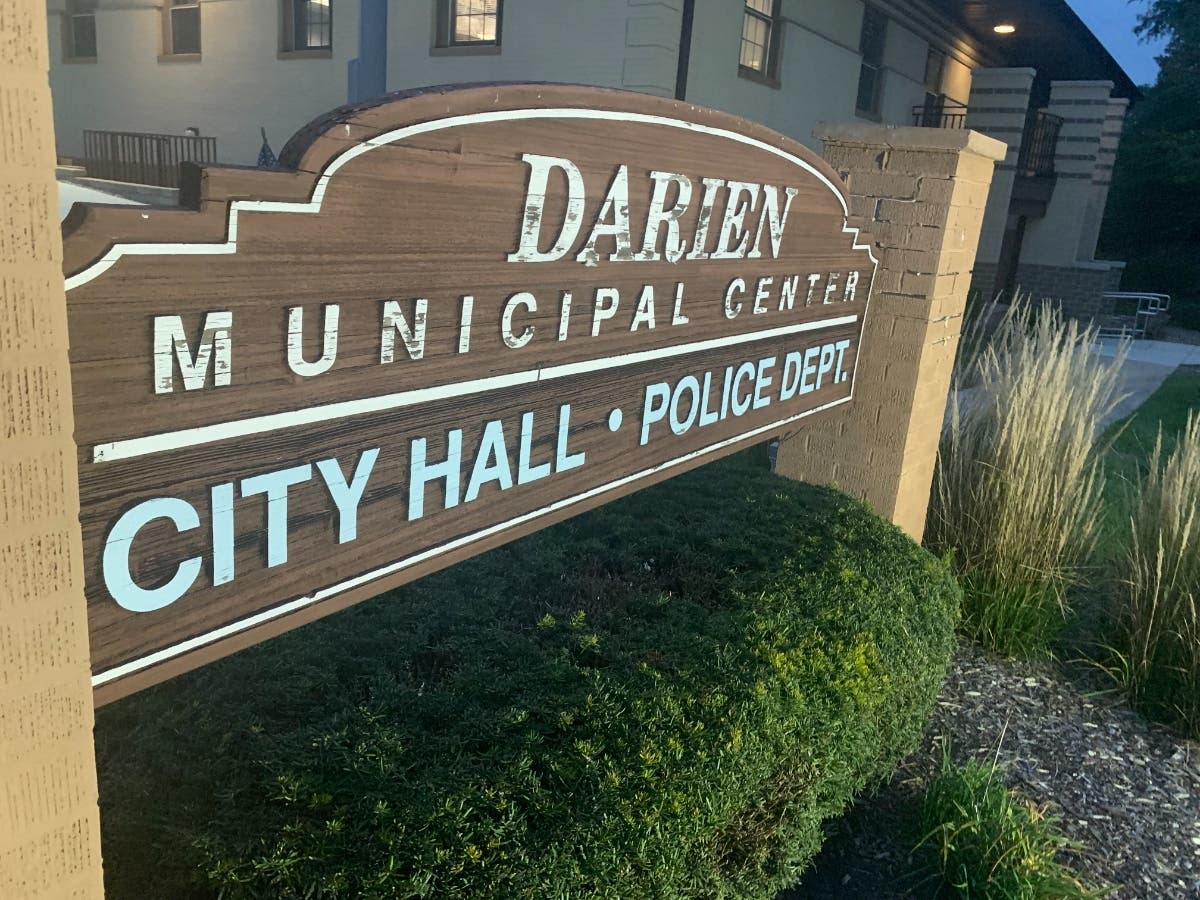 DARIEN
MUNICIPAL CENTER
CITY HALL • POLICE DEPT.